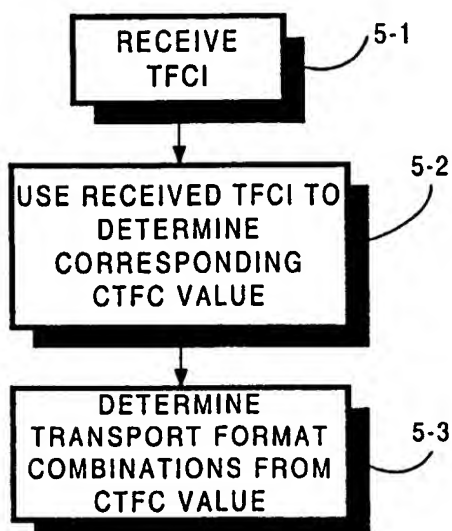 RECEIVE
TFCI
5-1
USE RECEIVED TFCI TO
DETERMINE
CORRESPONDING
CTFC VALUE
5-2
DETERMINE
TRANSPORT FORMAT
COMBINATIONS FROM
CTFC VALUE
5-3